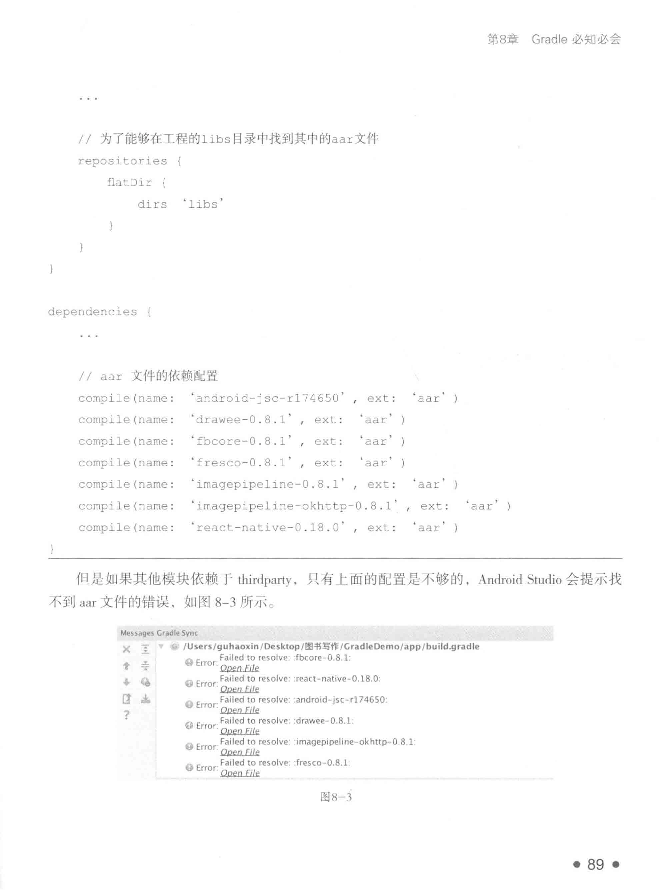 第8章 Gradle 必知必会
...
// 为了能够在工程的libs目录中找到其中的aar文件
repositories {
flatDir {
dirs ‘libs’
}
}
}
dependencies {
...
// aar 文件的依赖配置
compile(name: ‘android-jsc-r174650’, ext: ‘aar’)
compile(name: ‘drawee-0.8.1’, ext: ‘aar’)
compile(name: ‘fbcore-0.8.1’, ext: ‘aar’)
compile(name: ‘fresco-0.8.1’, ext: ‘aar’)
compile(name: ‘imagepipeline-0.8.1’, ext: ‘aar’)
compile(name: ‘imagepipeline-okhttp-0.8.1’, ext: ‘aar’)
compile(name: ‘react-native-0.18.0’, ext: ‘aar’)
}
但是如果其他模块依赖于 thirdparty，只有上面的配置是不够的，Android Studio 会提示找
不到 aar 文件的错误，如图 8-3 所示。
Messages Gradle Sync
/Users/guhaoxin/Desktop/图书写作/GradleDemo/app/build.gradle
Error: Failed to resolve: :fbcore-0.8.1:
Open File
Error: Failed to resolve: :react-native-0.18.0:
Open File
Error: Failed to resolve: :android-jsc-r174650:
Open File
Error: Failed to resolve: :drawee-0.8.1:
Open File
Error: Failed to resolve: :imagepipeline-okhttp-0.8.1:
Open File
Error: Failed to resolve: :fresco-0.8.1:
Open File
图8-3
• 89 •